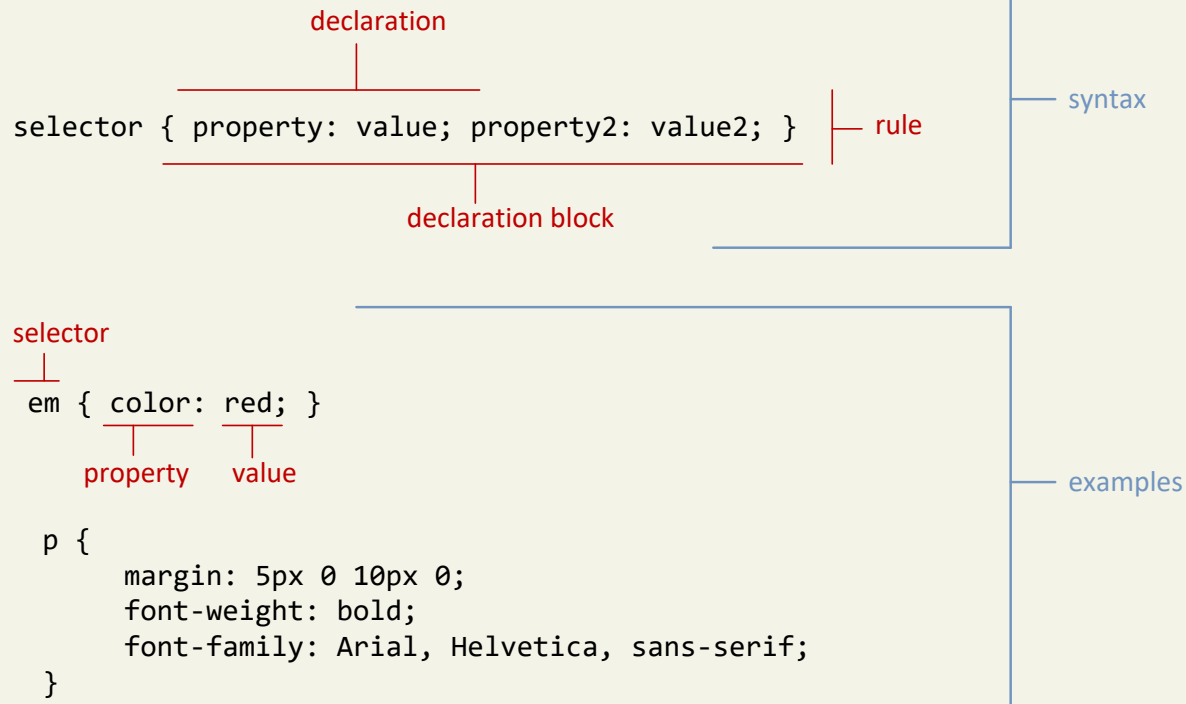 declaration
syntax
selector { property: value; property2: value2; }
rule
declaration block
selector
em { color: red; }
property value
examples
p {
margin: 5px 0 10px 0;
font-weight: bold;
font-family: Arial, Helvetica, sans-serif;
}